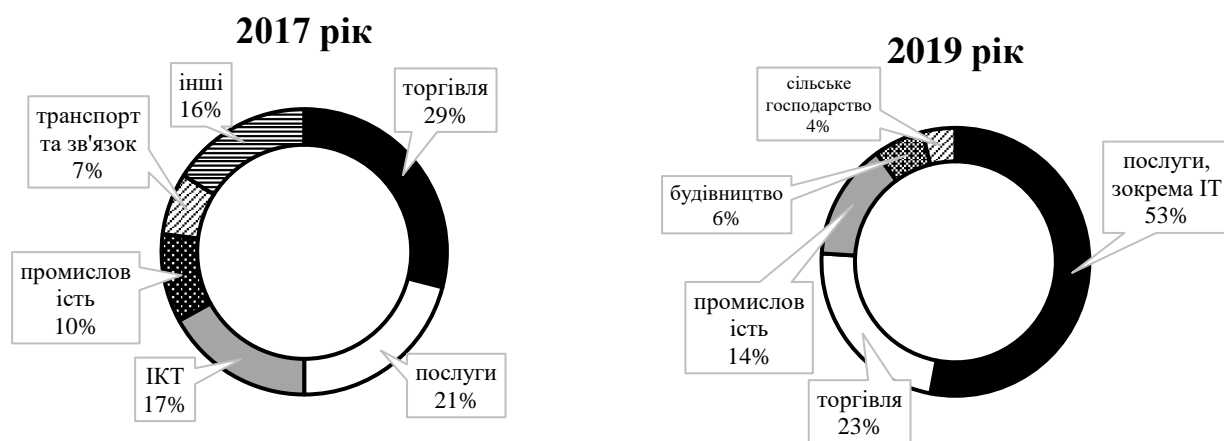 2017 рік
інші
16%
торгівля
29%
транспорт
та зв'язок
7%
промислов
ість
10%
ІКТ
17%
послуги
21%
2019 рік
сільське
господарство
4%
послуги,
зокрема ІТ
53%
будівництво
6%
промислов
ість
14%
торгівля
23%